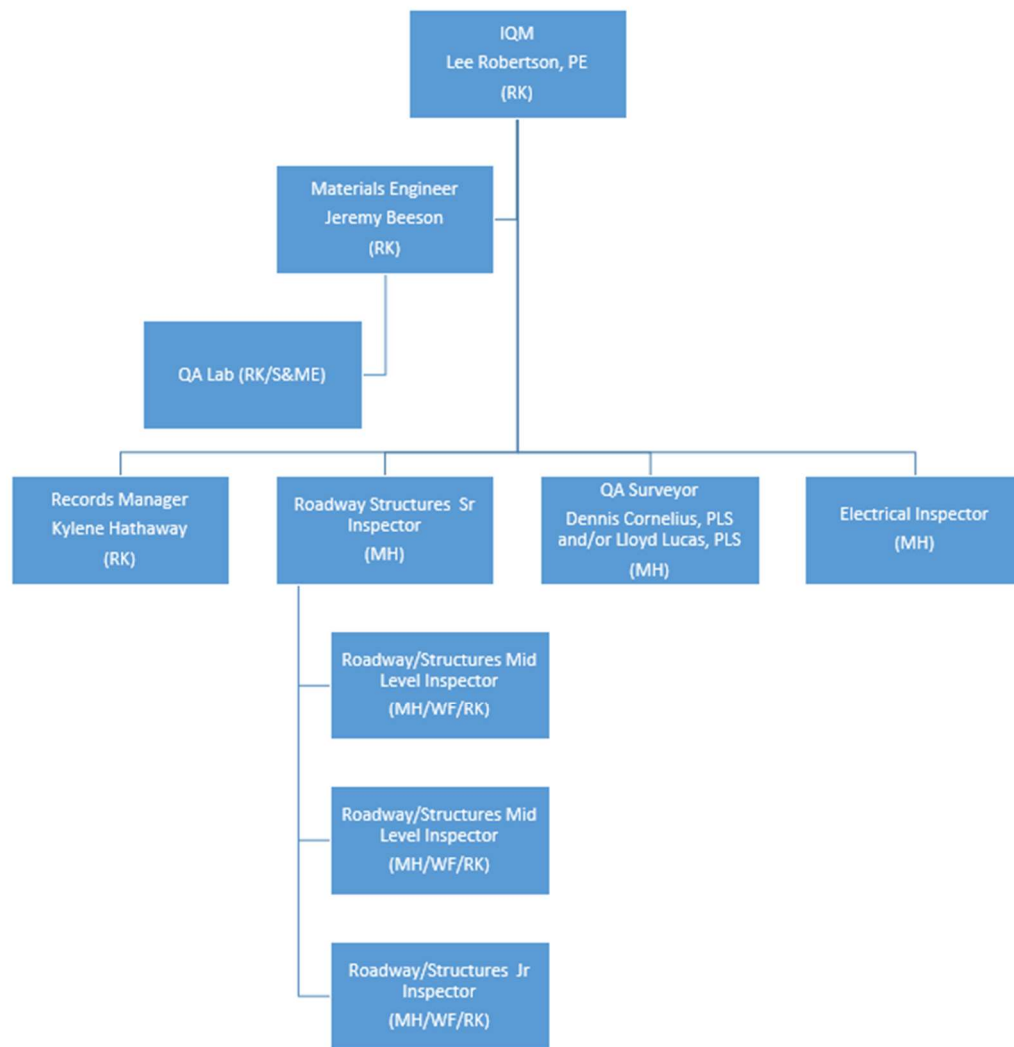 IQM
Lee Robertson, PE
(RK)
Materials Engineer
Jeremy Beeson
(RK)
QA Lab (RK/S&ME)
Records Manager
Kylene Hathaway
(RK)
Roadway Structures  Sr
Inspector
(MH)
QA Surveyor
Dennis Cornelius, PLS
and/or Lloyd Lucas, PLS
(MH)
Electrical Inspector
(MH)
Roadway/Structures Mid
Level Inspector
(MH/WF/RK)
Roadway/Structures Mid
Level Inspector
(MH/WF/RK)
Roadway/Structures  Jr
Inspector
(MH/WF/RK)